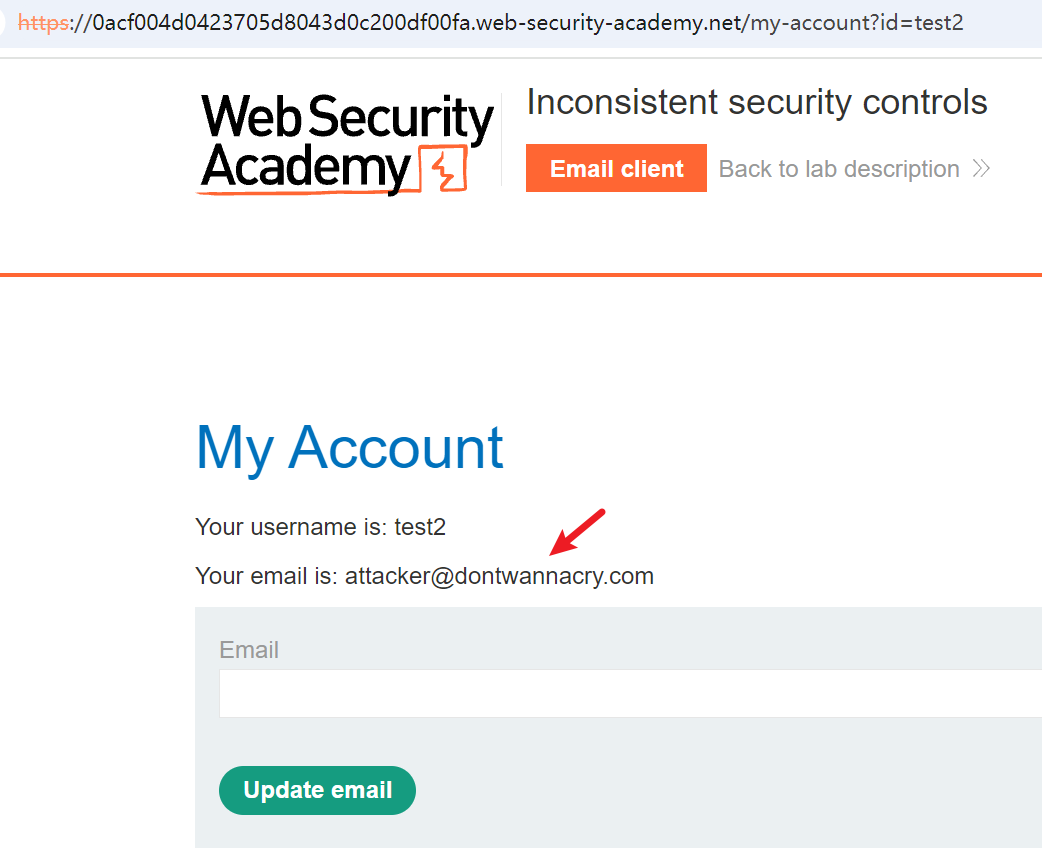 https://0acf004d0423705d8043d0c200df00fa.web-security-academy.net/my-account?id=test2
Web Security
Academy
Inconsistent security controls
Email client
Back to lab description
My Account
Your username is: test2
Your email is: attacker@dontwannacry.com
Email
Update email